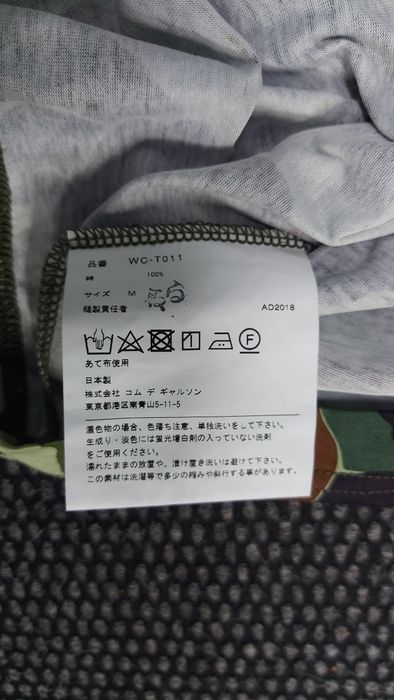 品番 WC-T011
綿 100%
サイズ M
縫製責任者 AD2018
F
あて布使用
日本製
株式会社 コム デ ギャルソン
東京都港区南青山5-11-5
濃色物の場合、色落ち注意、単独洗いをして下さい。
生成り・淡色には蛍光増白剤の入っていない洗剤
をご使用ください。
濡れたままの放置や、漬け置き洗いは避けて下さい。
この素材は洗濯等で多少の縮みや斜行する事が有ります。